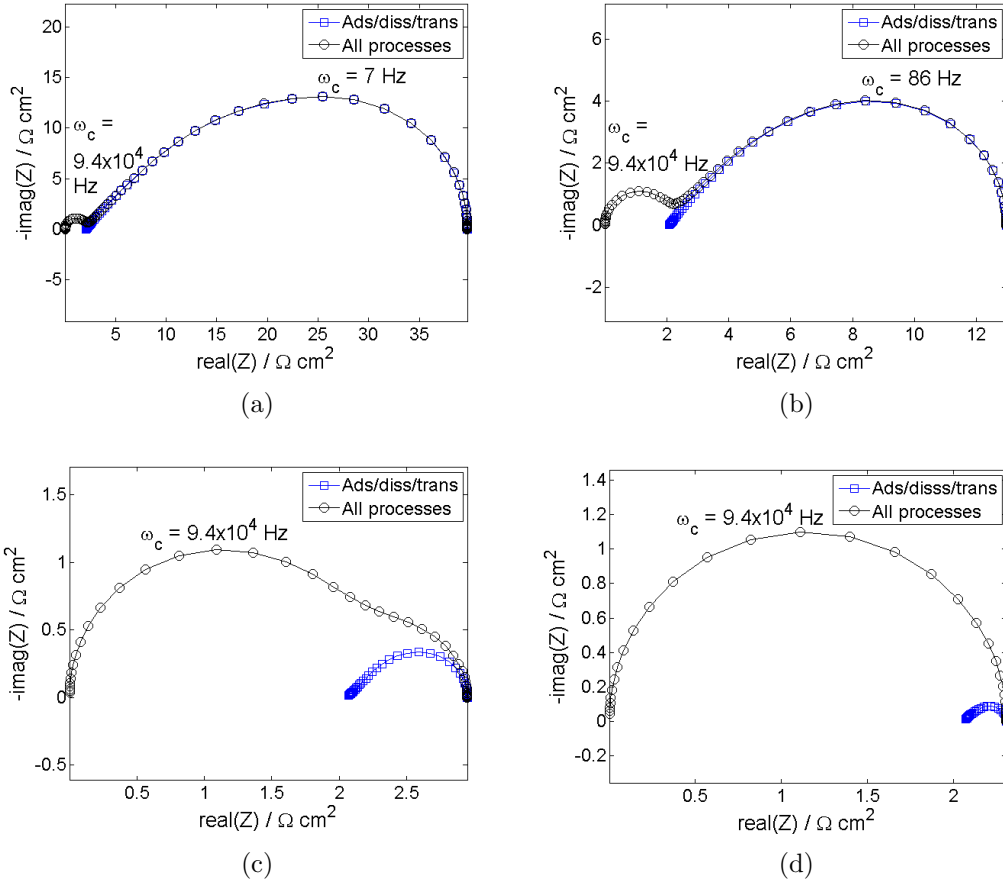 20
15
10
5
0
-5
-imag(Z) / Ω cm²
Ads/diss/trans
All processes
ω_c = 7 Hz
ω_c =
9.4x10⁴
Hz
5 10 15 20 25 30 35
real(Z) / Ω cm²
(a)
6
4
2
0
-2
-imag(Z) / Ω cm²
Ads/diss/trans
All processes
ω_c = 86 Hz
ω_c =
9.4x10⁴ Hz
2 4 6 8 10 12
real(Z) / Ω cm²
(b)
1.5
1
0.5
0
-0.5
-imag(Z) / Ω cm²
Ads/diss/trans
All processes
ω_c = 9.4x10⁴ Hz
0.5 1 1.5 2 2.5
real(Z) / Ω cm²
(c)
1.4
1.2
1
0.8
0.6
0.4
0.2
0
-0.2
-imag(Z) / Ω cm²
Ads/disss/trans
All processes
ω_c = 9.4x10⁴ Hz
0.5 1 1.5 2
real(Z) / Ω cm²
(d)